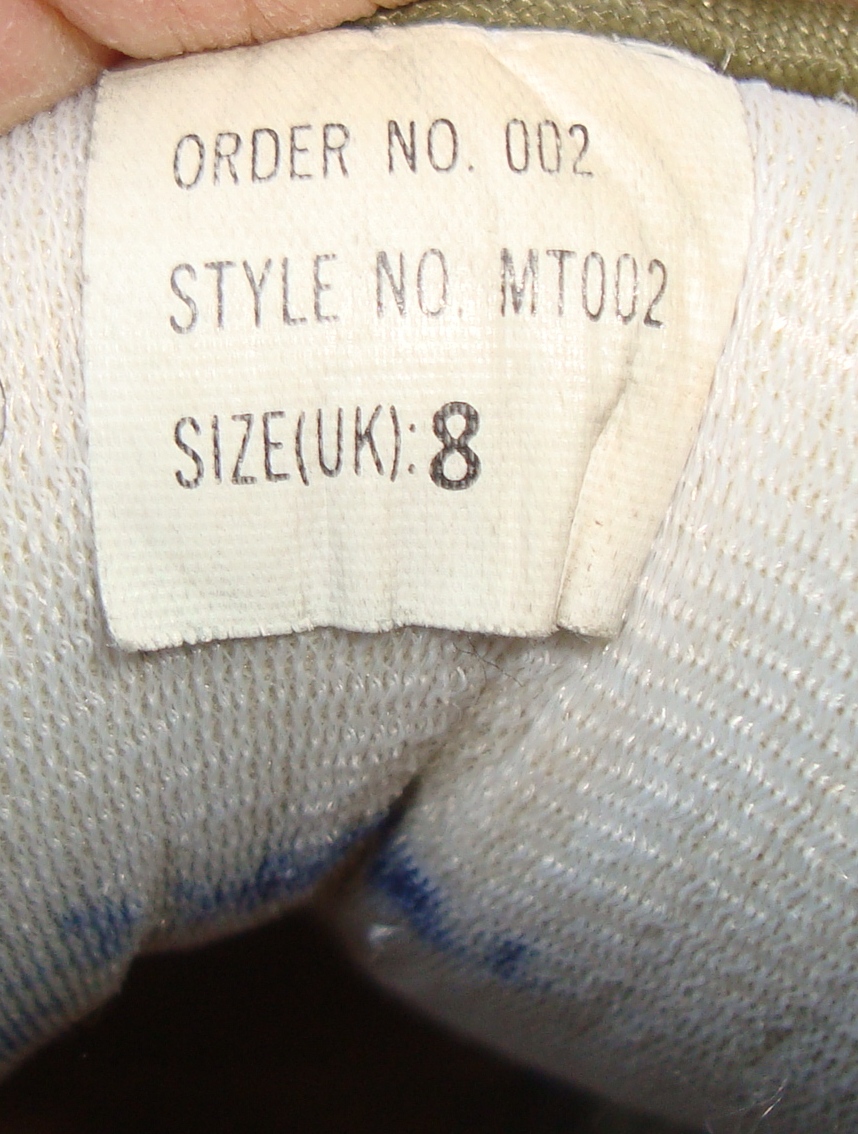 ORDER NO. 002
STYLE NO. MT002
SIZE(UK):8